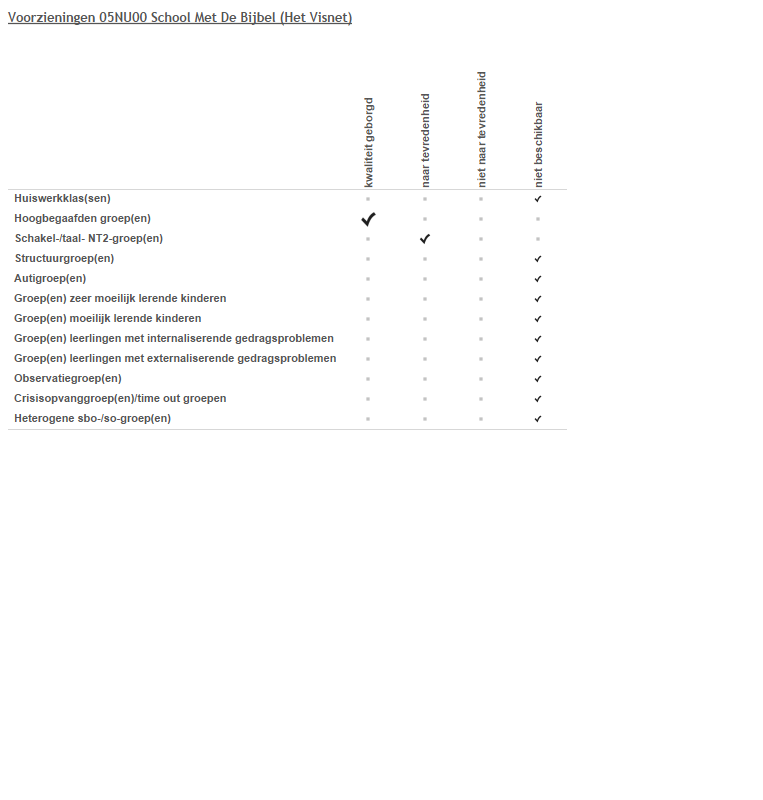 Voorzieningen 05NU00 School Met De Bijbel (Het Visnet)
kwaliteit geborgd
naar tevredenheid
niet naar tevredenheid
niet beschikbaar
Huiswerkklas(sen)
Hoogbegaafden groep(en)
Schakel-/taal- NT2-groep(en)
Structuurgroep(en)
Autigroep(en)
Groep(en) zeer moeilijk lerende kinderen
Groep(en) moeilijk lerende kinderen
Groep(en) leerlingen met internaliserende gedragsproblemen
Groep(en) leerlingen met externaliserende gedragsproblemen
Observatiegroep(en)
Crisisopvanggroep(en)/time out groepen
Heterogene sbo-/so-groep(en)